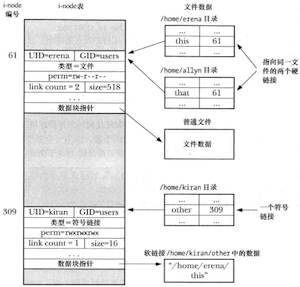 i-node
编号
i-node表
文件数据
/home/erena 目录
... ...
this 61
... ...
61
UID=erena GID=users
类型=文件
perm=rw-r--r--
link count = 2 size=518
...
数据块指针
/home/allyn 目录
... ...
that 61
... ...
指向同一文
件的两个硬
链接
普通文件
文件数据
/home/kiran 目录
... ...
other 309
... ...
一个符号
链接
309
UID=kiran GID=users
类型=符号链接
perm=rwxrwxrwx
link count = 1 size=16
...
数据块指针
软链接 /home/kiran/other 中的数据
"/home/erena/
this"